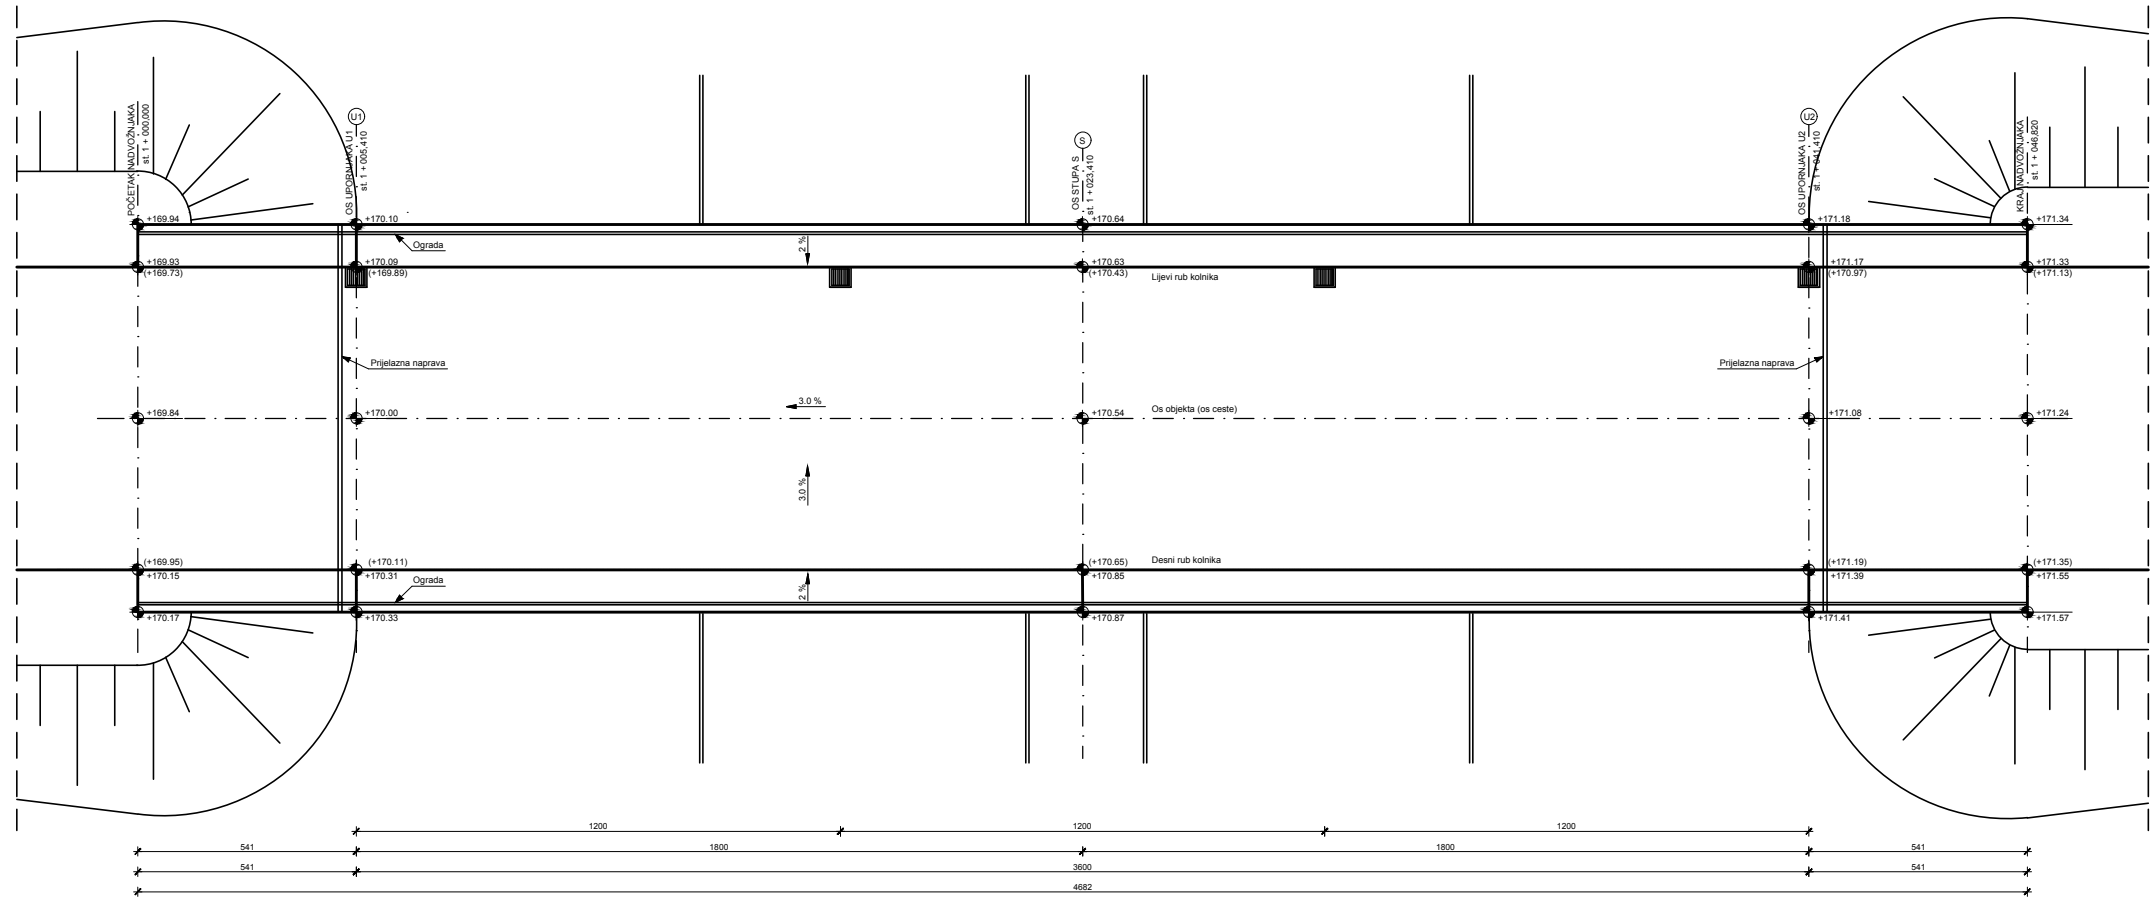 U1
S
U2
POČETAK NADVOŽNJAKA
st. 1 + 000,000
OS UPORNJAKA U1
st. 1 + 005,410
OS STUPA S
st. 1 + 023,410
OS UPORNJAKA U2
st. 1 + 041,410
KRAJ NADVOŽNJAKA
st. 1 + 046,820
+169.94
+170.10
+170.64
+171.18
+171.34
Ograda
2 %
+169.93
(+169.73)
+170.09
(+169.89)
+170.63
(+170.43)
Lijevi rub kolnika
+171.17
(+170.97)
+171.33
(+171.13)
Prijelazna naprava
Prijelazna naprava
3.0 %
+169.84
+170.00
+170.54
Os objekta (os ceste)
+171.08
+171.24
3.0 %
(+169.95)
+170.15
(+170.11)
+170.31
(+170.65)
+170.85
Desni rub kolnika
(+171.19)
+171.39
(+171.35)
+171.55
Ograda
2 %
+170.17
+170.33
+170.87
+171.41
+171.57
1200
1200
1200
541
1800
1800
541
541
3600
541
4682